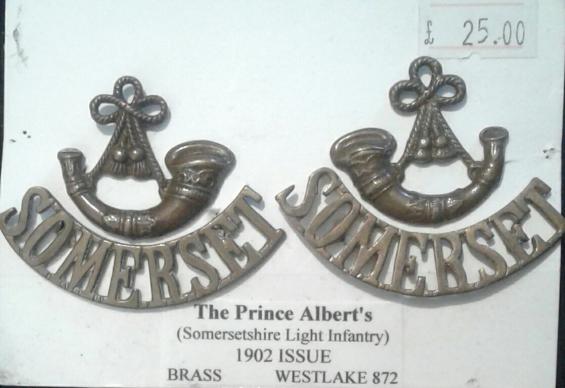 £ 25.00
SOMERSET SOMERSET
The Prince Albert's
(Somersetshire Light Infantry)
1902 ISSUE
BRASS WESTLAKE 872